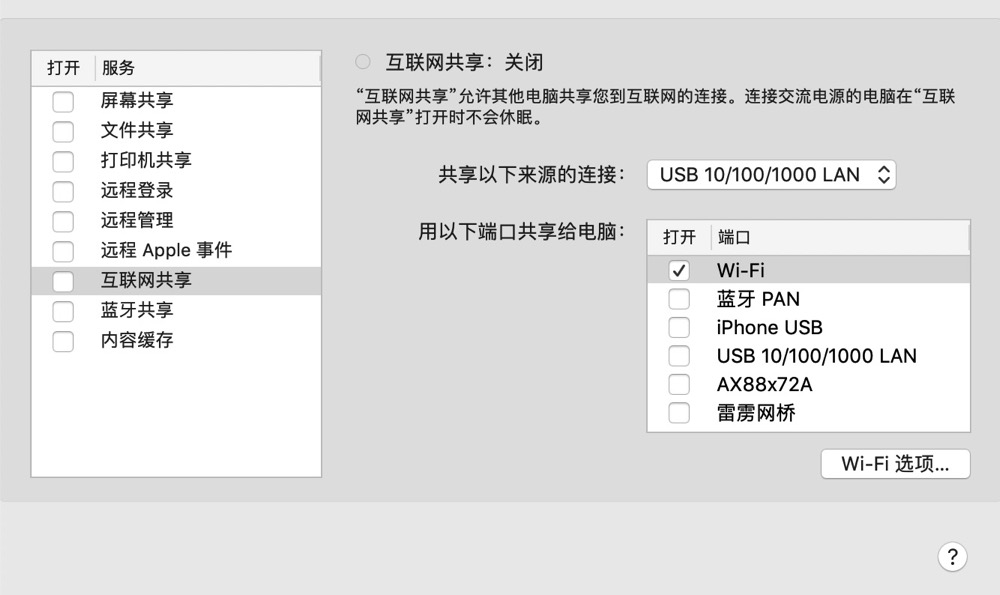 打开 服务
屏幕共享
文件共享
打印机共享
远程登录
远程管理
远程 Apple 事件
互联网共享
蓝牙共享
内容缓存
互联网共享：关闭
“互联网共享”允许其他电脑共享您到互联网的连接。连接交流电源的电脑在“互联
网共享”打开时不会休眠。
共享以下来源的连接： USB 10/100/1000 LAN
用以下端口共享给电脑：
打开 端口
Wi-Fi
蓝牙 PAN
iPhone USB
USB 10/100/1000 LAN
AX88x72A
雷雳网桥
Wi-Fi 选项...
?